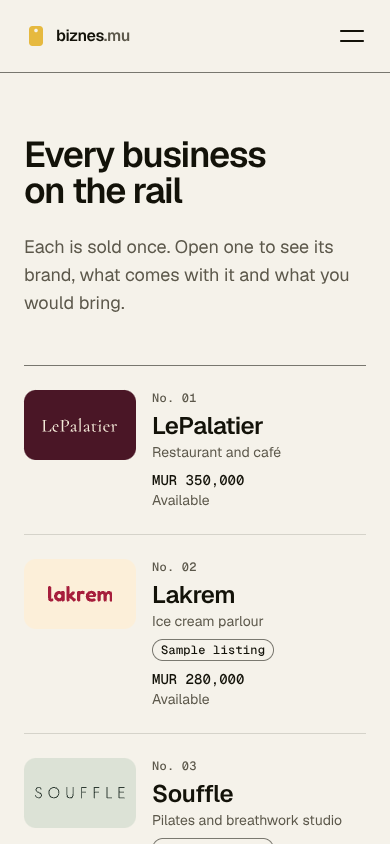 biznes.mu
Every business
on the rail
Each is sold once. Open one to see its
brand, what comes with it and what you
would bring.
LePalatier
No. 01
LePalatier
Restaurant and café
MUR 350,000
Available
lakrem
No. 02
Lakrem
Ice cream parlour
Sample listing
MUR 280,000
Available
SOUFFLE
No. 03
Souffle
Pilates and breathwork studio